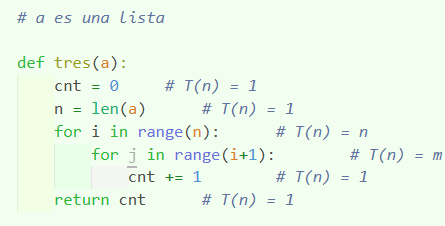 # a es una lista
def tres(a):
cnt = 0 # T(n) = 1
n = len(a) # T(n) = 1
for i in range(n): # T(n) = n
for j in range(i+1): # T(n) = m
cnt += 1 # T(n) = 1
return cnt # T(n) = 1